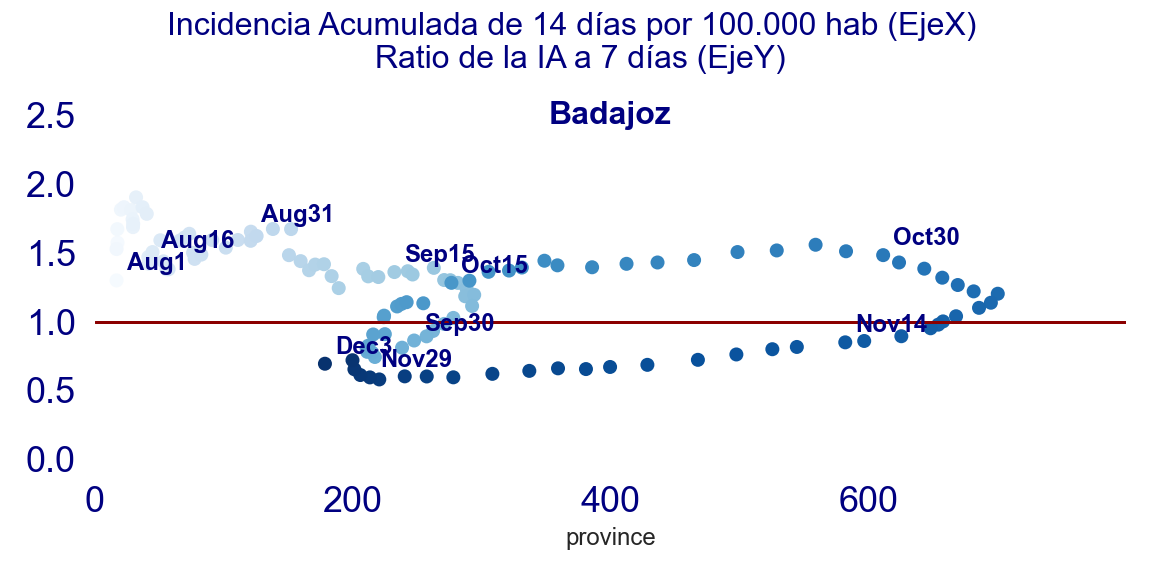 Incidencia Acumulada de 14 días por 100.000 hab (EjeX)
Ratio de la IA a 7 días (EjeY)
Badajoz
2.5
2.0
1.5
1.0
0.5
0.0
Aug31
Aug16
Aug1
Sep15
Oct15
Oct30
Sep30
Nov14
Dec3
Nov29
0 200 400 600
province